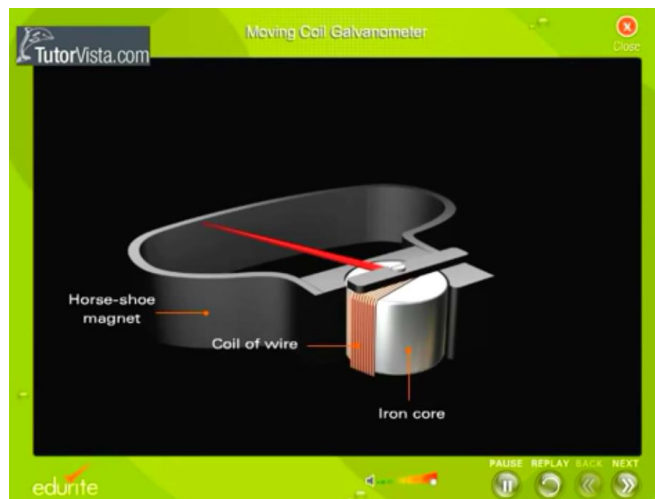 Moving Coil Galvanometer
TutorVista.com
Close
Horse-shoe
magnet
Coil of wire
Iron core
PAUSE REPLAY BACK NEXT
edurite